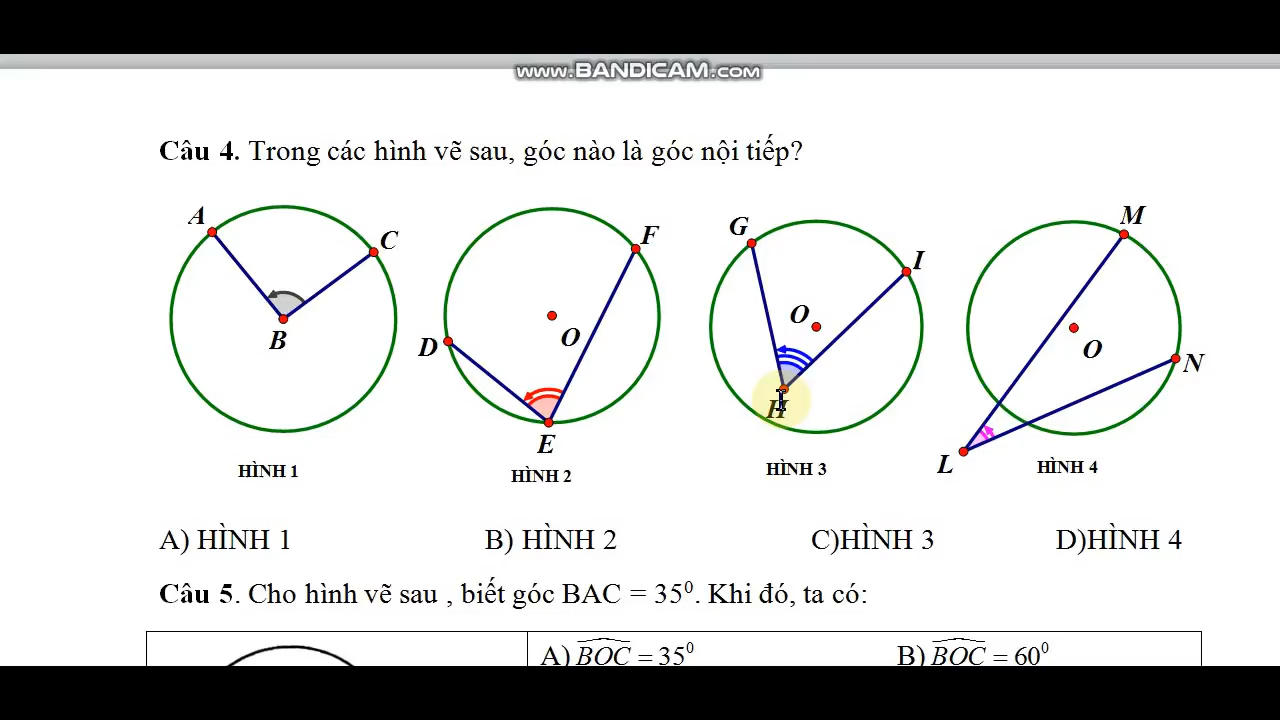 www.BANDICAM.com
Câu 4. Trong các hình vẽ sau, góc nào là góc nội tiếp?
A C B
D O F E
G O I H
M O N L
HÌNH 1 HÌNH 2 HÌNH 3 HÌNH 4
A) HÌNH 1 B) HÌNH 2 C)HÌNH 3 D)HÌNH 4
Câu 5. Cho hình vẽ sau , biết góc BAC = 35⁰. Khi đó, ta có:
A) BOC = 35⁰ B) BOC = 60⁰